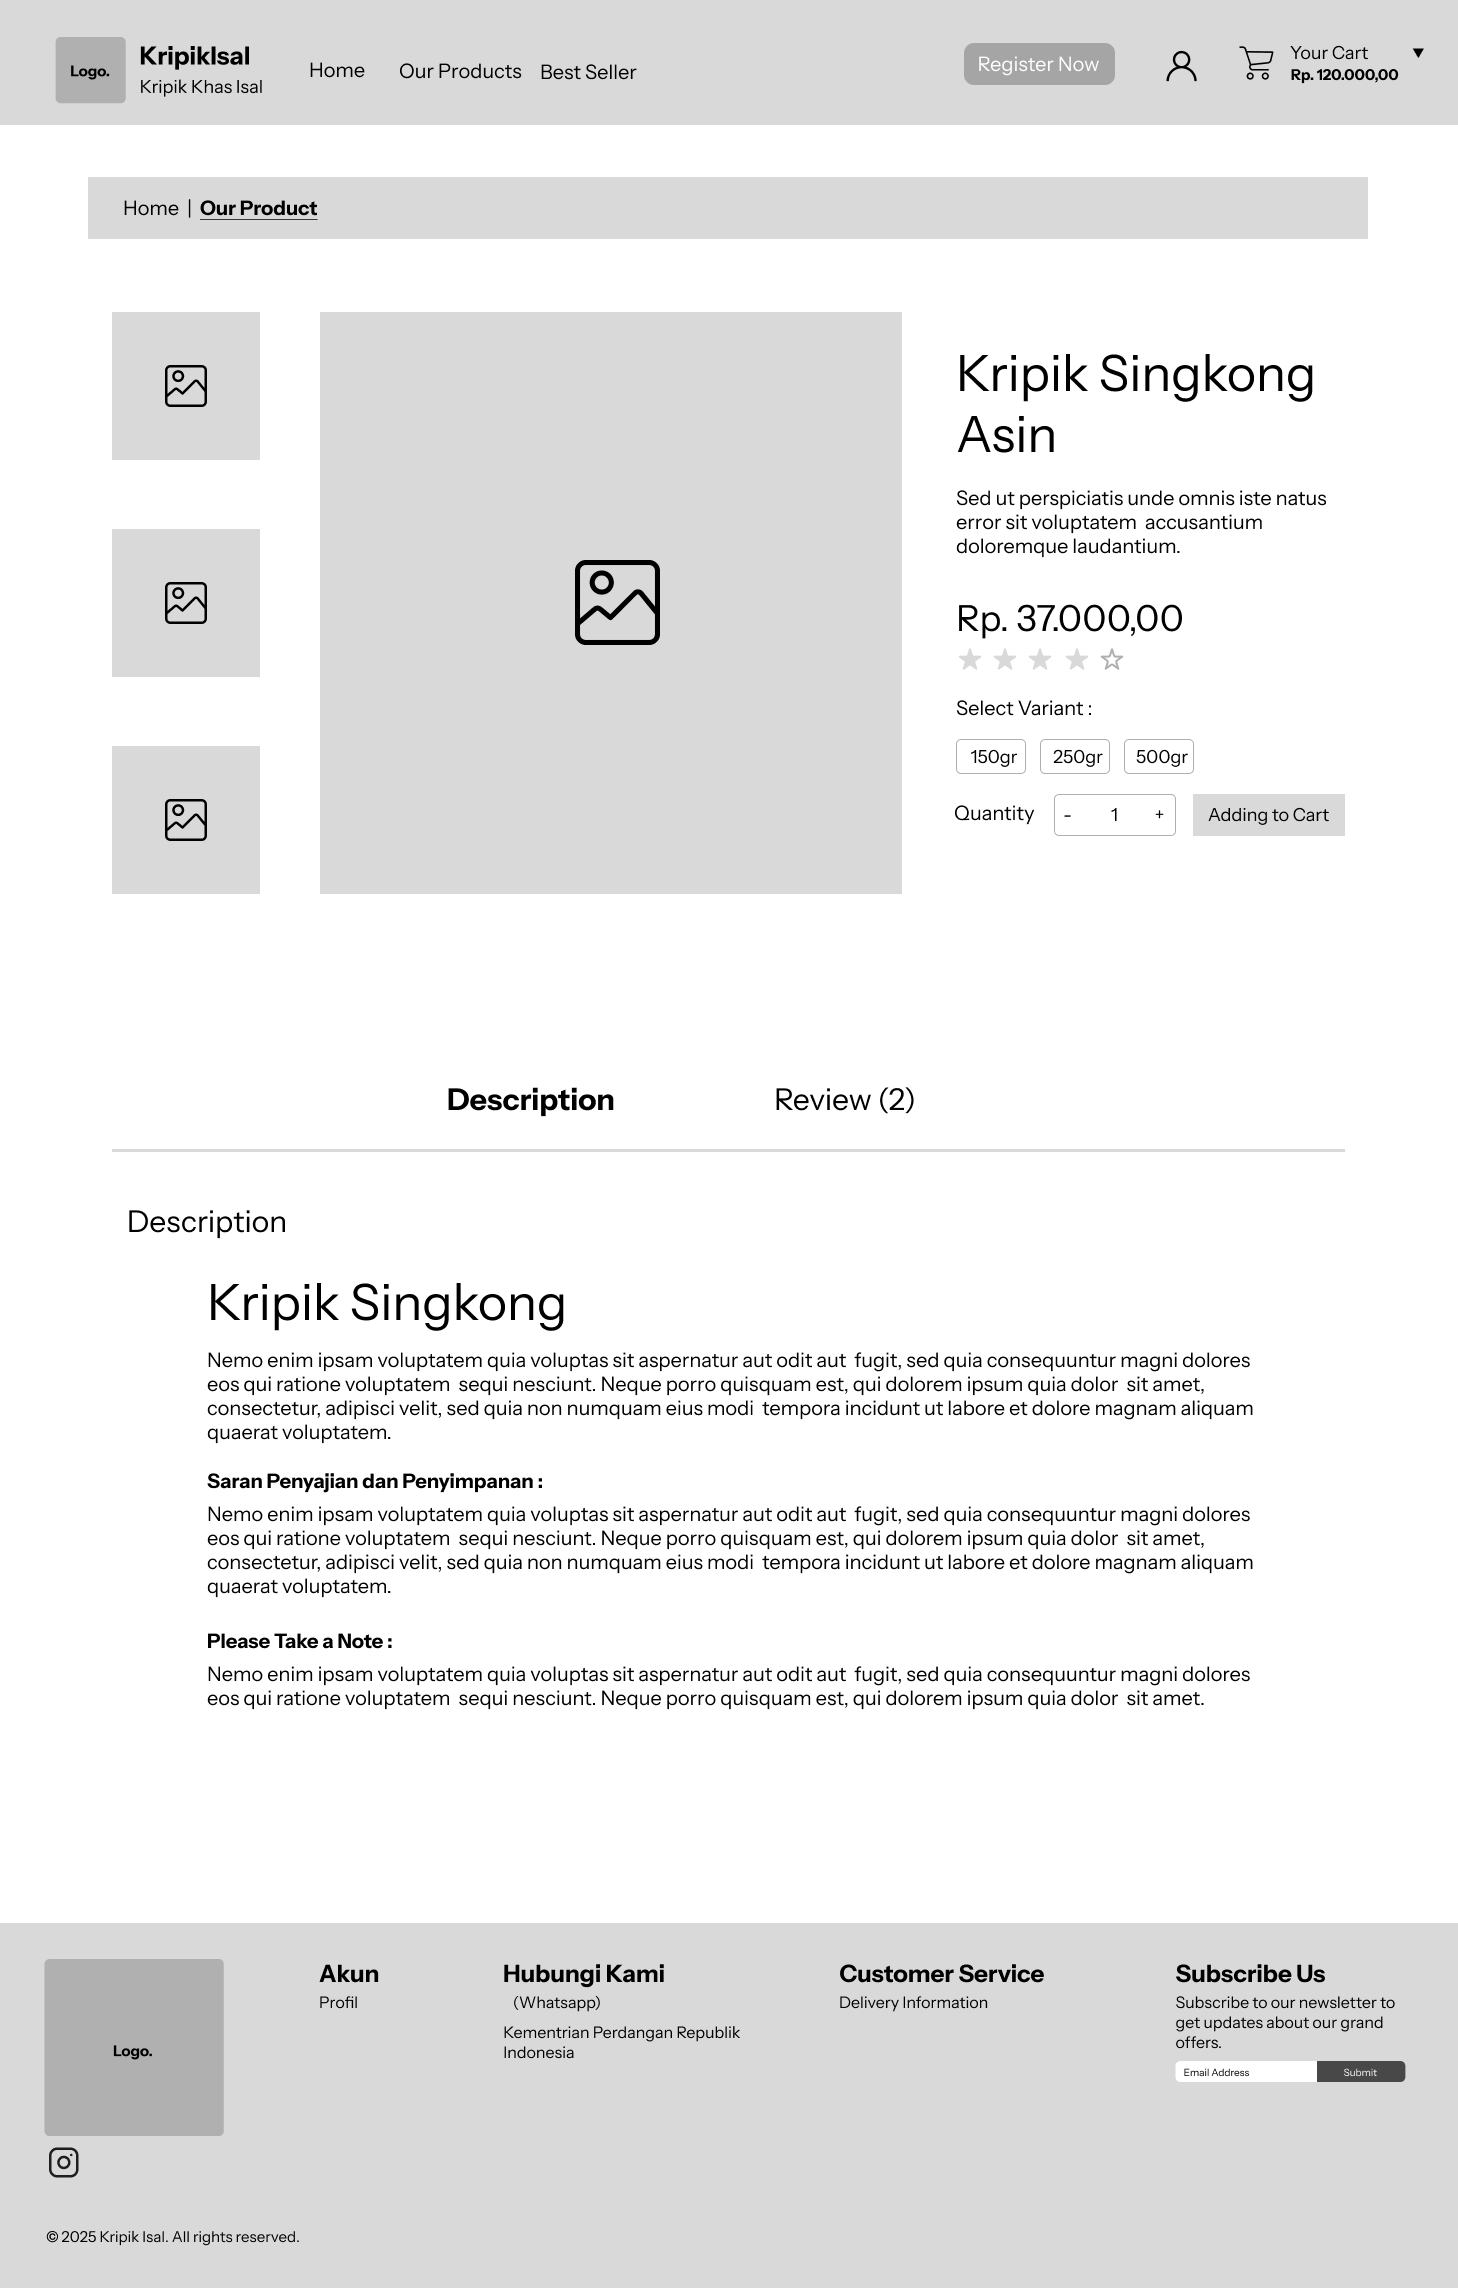 Logo.
KripikIsal
Kripik Khas Isal
Home
Our Products
Best Seller
Register Now
Your Cart
Rp. 120.000,00
Home | Our Product
Kripik Singkong
Asin
Sed ut perspiciatis unde omnis iste natus
error sit voluptatem accusantium
doloremque laudantium.
Rp. 37.000,00
Select Variant :
150gr
250gr
500gr
Quantity
- 1 +
Adding to Cart
Description
Review (2)
Description
Kripik Singkong
Nemo enim ipsam voluptatem quia voluptas sit aspernatur aut odit aut fugit, sed quia consequuntur magni dolores
eos qui ratione voluptatem sequi nesciunt. Neque porro quisquam est, qui dolorem ipsum quia dolor sit amet,
consectetur, adipisci velit, sed quia non numquam eius modi tempora incidunt ut labore et dolore magnam aliquam
quaerat voluptatem.
Saran Penyajian dan Penyimpanan :
Nemo enim ipsam voluptatem quia voluptas sit aspernatur aut odit aut fugit, sed quia consequuntur magni dolores
eos qui ratione voluptatem sequi nesciunt. Neque porro quisquam est, qui dolorem ipsum quia dolor sit amet,
consectetur, adipisci velit, sed quia non numquam eius modi tempora incidunt ut labore et dolore magnam aliquam
quaerat voluptatem.
Please Take a Note :
Nemo enim ipsam voluptatem quia voluptas sit aspernatur aut odit aut fugit, sed quia consequuntur magni dolores
eos qui ratione voluptatem sequi nesciunt. Neque porro quisquam est, qui dolorem ipsum quia dolor sit amet.
Logo.
Akun
Profil
Hubungi Kami
(Whatsapp)
Kementrian Perdangan Republik
Indonesia
Customer Service
Delivery Information
Subscribe Us
Subscribe to our newsletter to
get updates about our grand
offers.
Email Address
Submit
© 2025 Kripik Isal. All rights reserved.